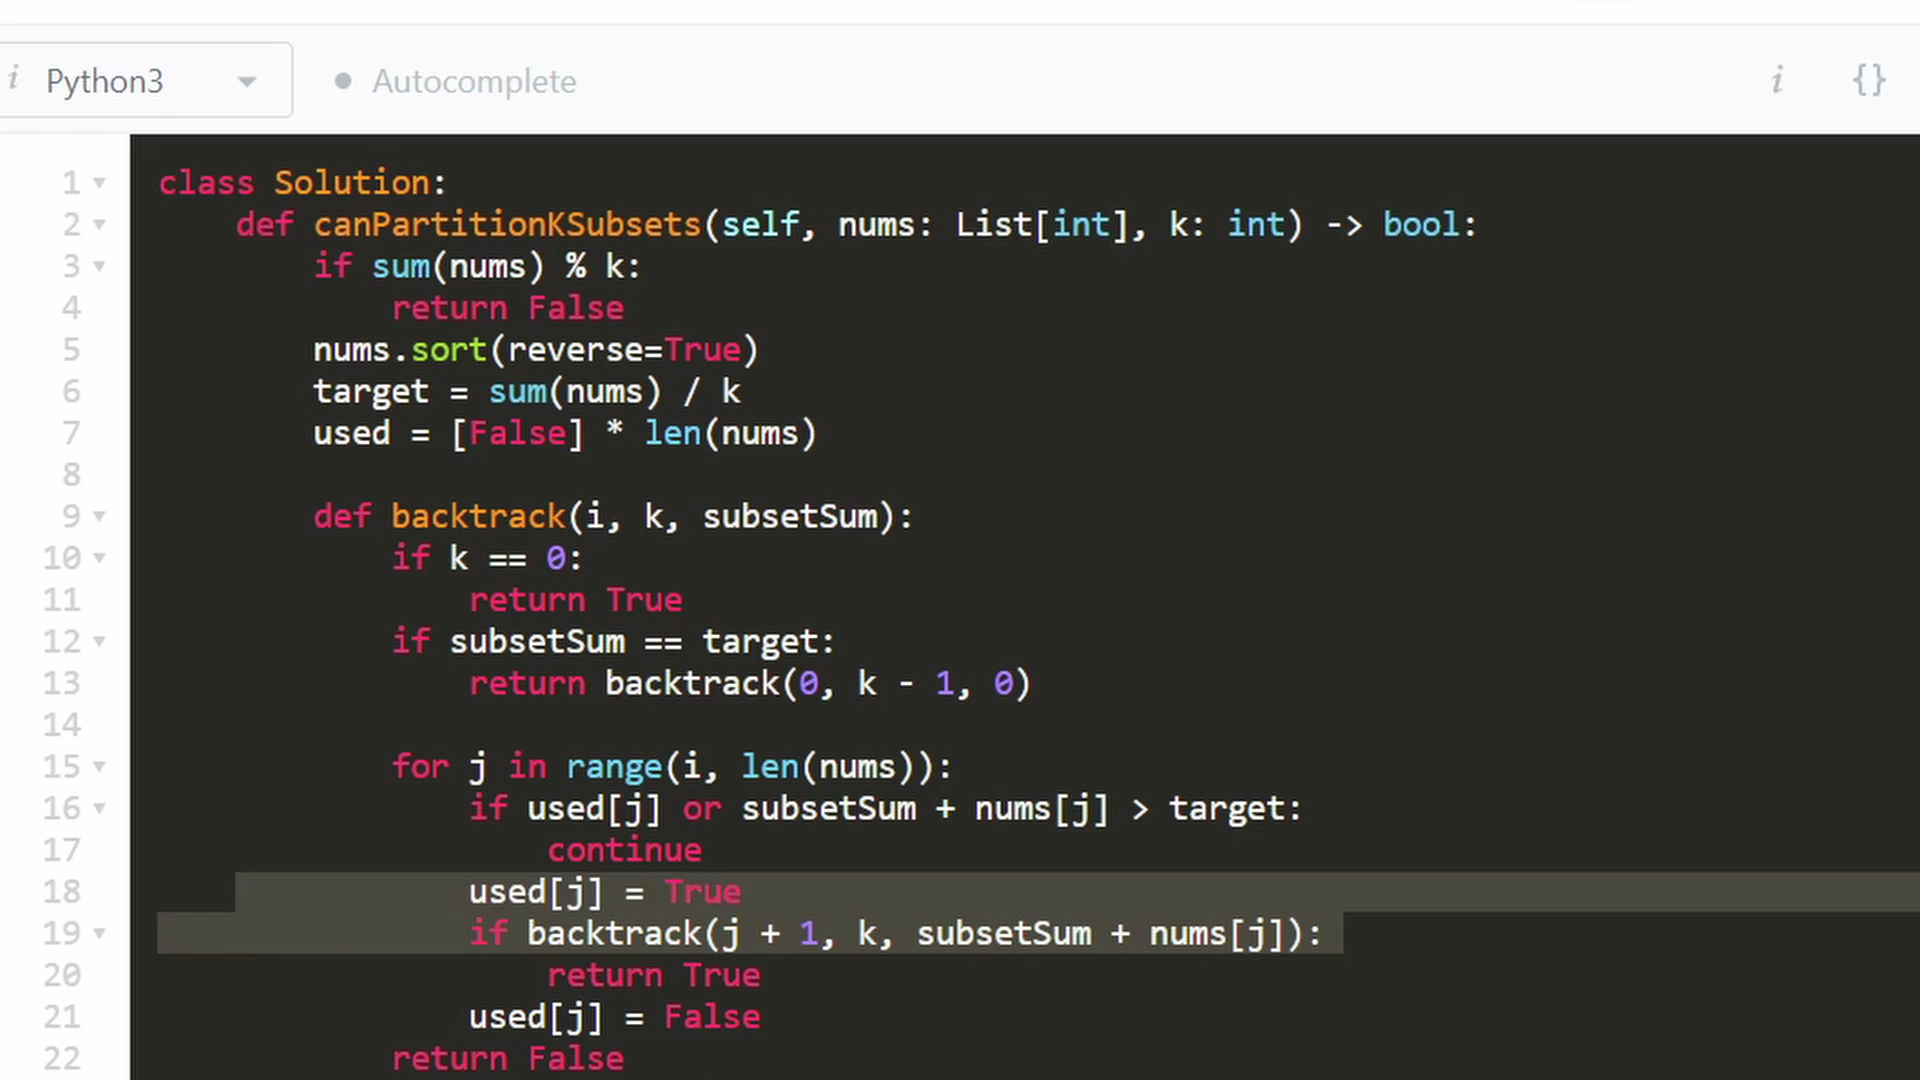 i Python3 Autocomplete i {}
1 class Solution:
2     def canPartitionKSubsets(self, nums: List[int], k: int) -> bool:
3         if sum(nums) % k:
4             return False
5         nums.sort(reverse=True)
6         target = sum(nums) / k
7         used = [False] * len(nums)
8
9         def backtrack(i, k, subsetSum):
10             if k == 0:
11                 return True
12             if subsetSum == target:
13                 return backtrack(0, k - 1, 0)
14
15             for j in range(i, len(nums)):
16                 if used[j] or subsetSum + nums[j] > target:
17                     continue
18                 used[j] = True
19                 if backtrack(j + 1, k, subsetSum + nums[j]):
20                     return True
21                 used[j] = False
22             return False